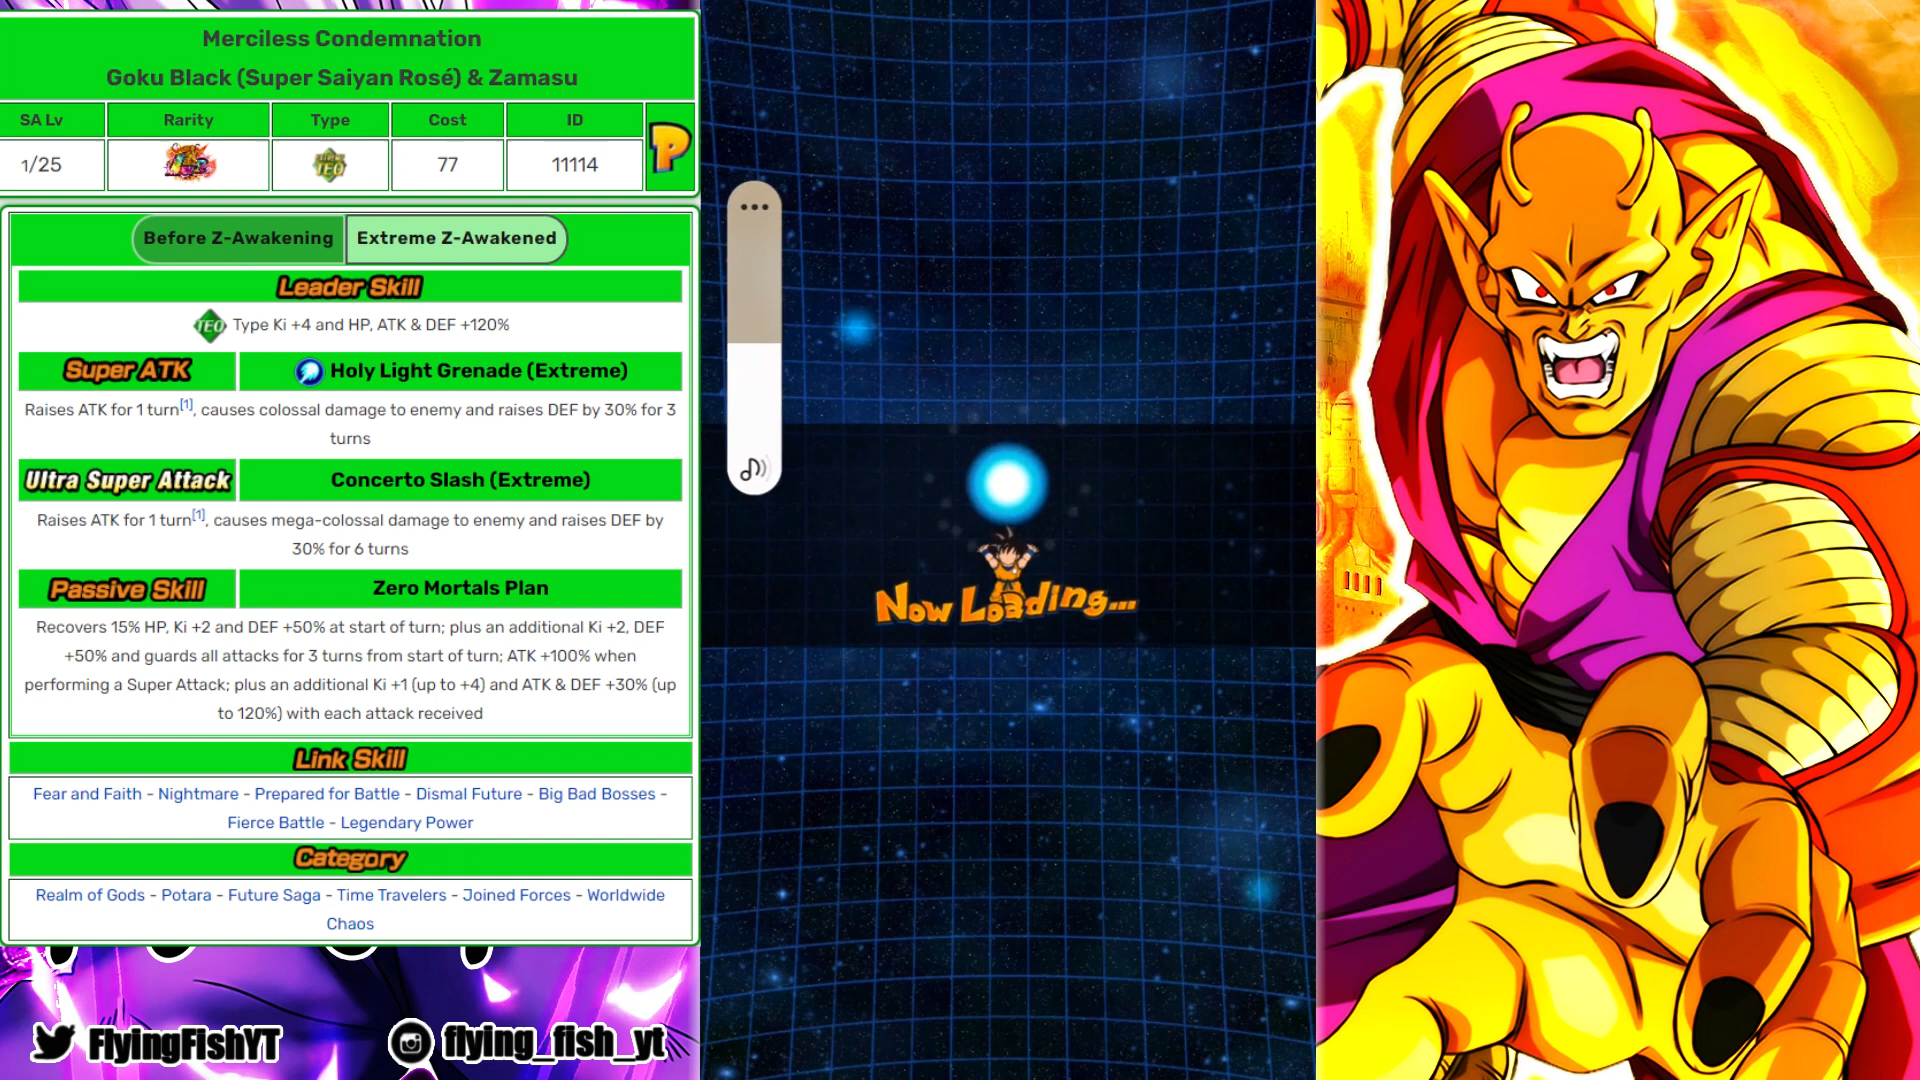 Merciless Condemnation
Goku Black (Super Saiyan Rosé) & Zamasu
SA Lv
Rarity
Type
Cost
ID
P
1/25
LR
TEQ
77
11114
Before Z-Awakening
Extreme Z-Awakened
Leader Skill
TEQ Type Ki +4 and HP, ATK & DEF +120%
Super ATK
Holy Light Grenade (Extreme)
Raises ATK for 1 turn[1], causes colossal damage to enemy and raises DEF by 30% for 3
turns
Ultra Super Attack
Concerto Slash (Extreme)
Raises ATK for 1 turn[1], causes mega-colossal damage to enemy and raises DEF by
30% for 6 turns
Passive Skill
Zero Mortals Plan
Recovers 15% HP, Ki +2 and DEF +50% at start of turn; plus an additional Ki +2, DEF
+50% and guards all attacks for 3 turns from start of turn; ATK +100% when
performing a Super Attack; plus an additional Ki +1 (up to +4) and ATK & DEF +30% (up
to 120%) with each attack received
Link Skill
Fear and Faith - Nightmare - Prepared for Battle - Dismal Future - Big Bad Bosses -
Fierce Battle - Legendary Power
Category
Realm of Gods - Potara - Future Saga - Time Travelers - Joined Forces - Worldwide
Chaos
FlyingFishYT
flying_fish_yt
Now Loading...